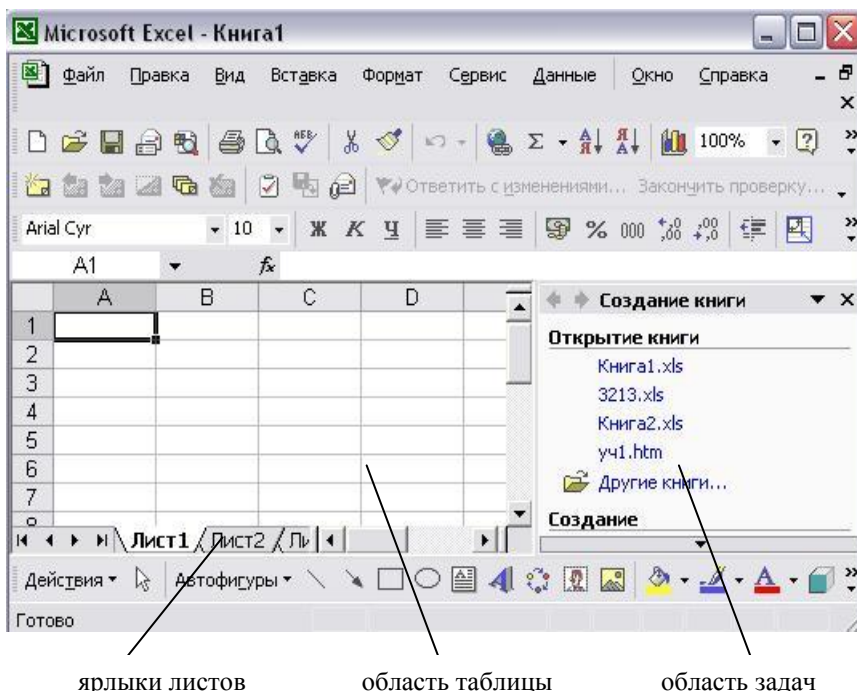 Microsoft Excel - Книга1
Файл Правка Вид Вставка Формат Сервис Данные Окно Справка
Σ 100%
Ответить с изменениями... Закончить проверку...
Arial Cyr 10 Ж К Ч % 000
A1 fx
A B C D
Создание книги
1
Открытие книги
2
Книга1.xls
3
3213.xls
4
Книга2.xls
5
уч1.htm
6
Другие книги...
7
8
Создание
Лист1 Лист2 Ли
Действия Автофигуры
Готово
ярлыки листов область таблицы область задач